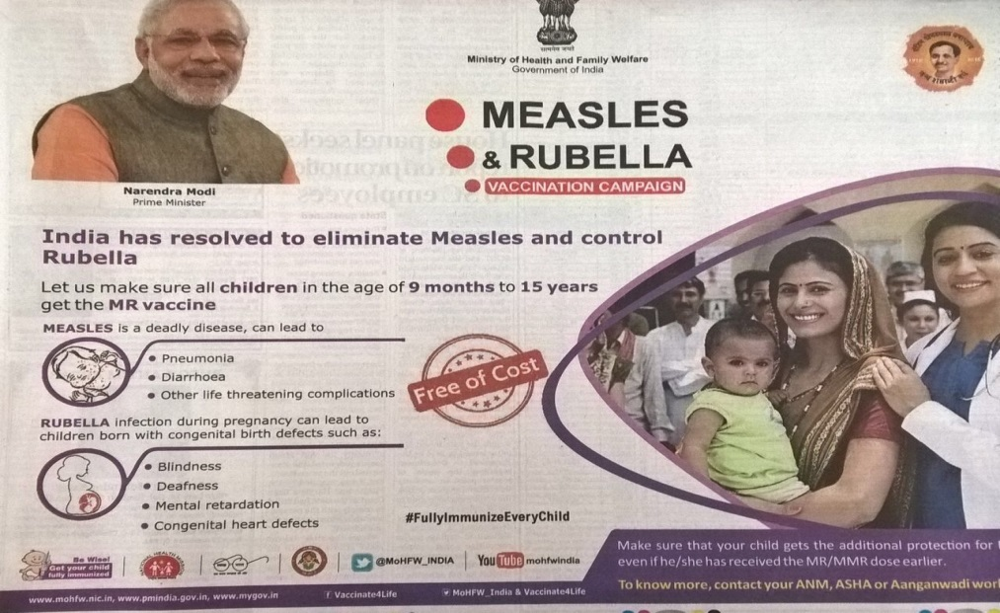 सत्यमेव जयते
Ministry of Health and Family Welfare
Government of India
MEASLES
& RUBELLA
VACCINATION CAMPAIGN
Narendra Modi
Prime Minister
India has resolved to eliminate Measles and control
Rubella
Let us make sure all children in the age of 9 months to 15 years
get the MR vaccine
MEASLES is a deadly disease, can lead to
• Pneumonia
• Diarrhoea
• Other life threatening complications
Free of Cost
RUBELLA infection during pregnancy can lead to
children born with congenital birth defects such as:
• Blindness
• Deafness
• Mental retardation
• Congenital heart defects
#FullyImmunizeEveryChild
Be Wise!
Get your child
fully immunized
@MoHFW_INDIA
YouTube mohfwindia
Make sure that your child gets the additional protection for
even if he/she has received the MR/MMR dose earlier.
To know more, contact your ANM, ASHA or Aanganwadi wor
www.mohfw.nic.in, www.pmindia.gov.in, www.mygov.in
Vaccinate4Life
MoHFW_India & Vaccinate4Life